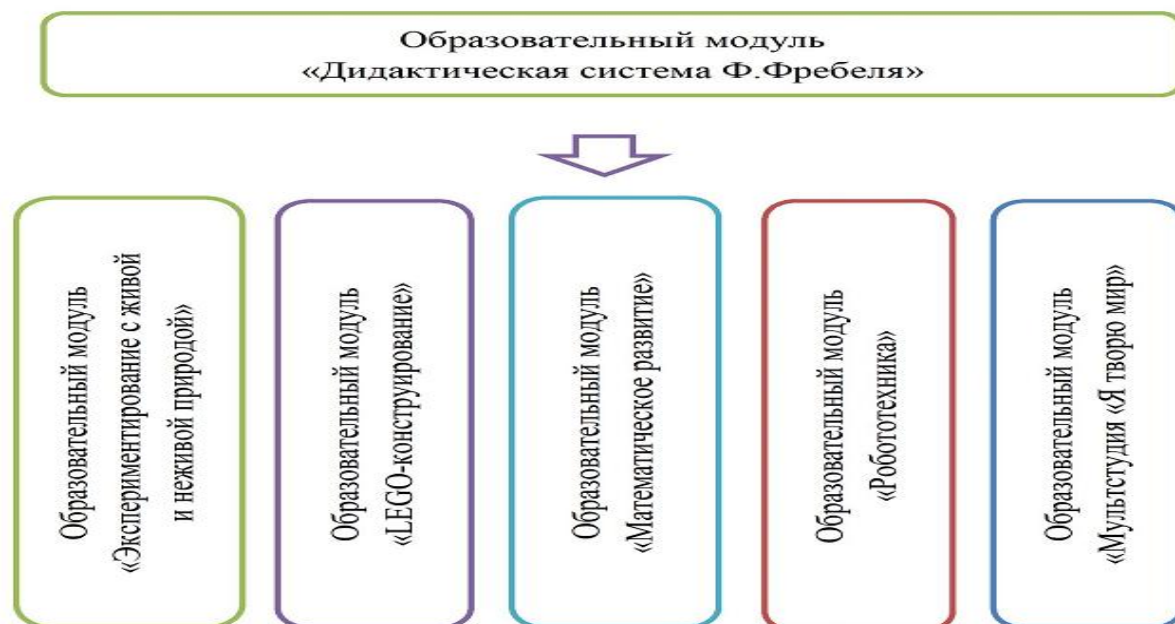 Образовательный модуль
«Дидактическая система Ф.Фребеля»
Образовательный модуль
«Экспериментирование с живой
и неживой природой»
Образовательный модуль
«LEGO-конструирование»
Образовательный модуль
«Математическое развитие»
Образовательный модуль
«Робототехника»
Образовательный модуль
«Мультстудия «Я творю мир»